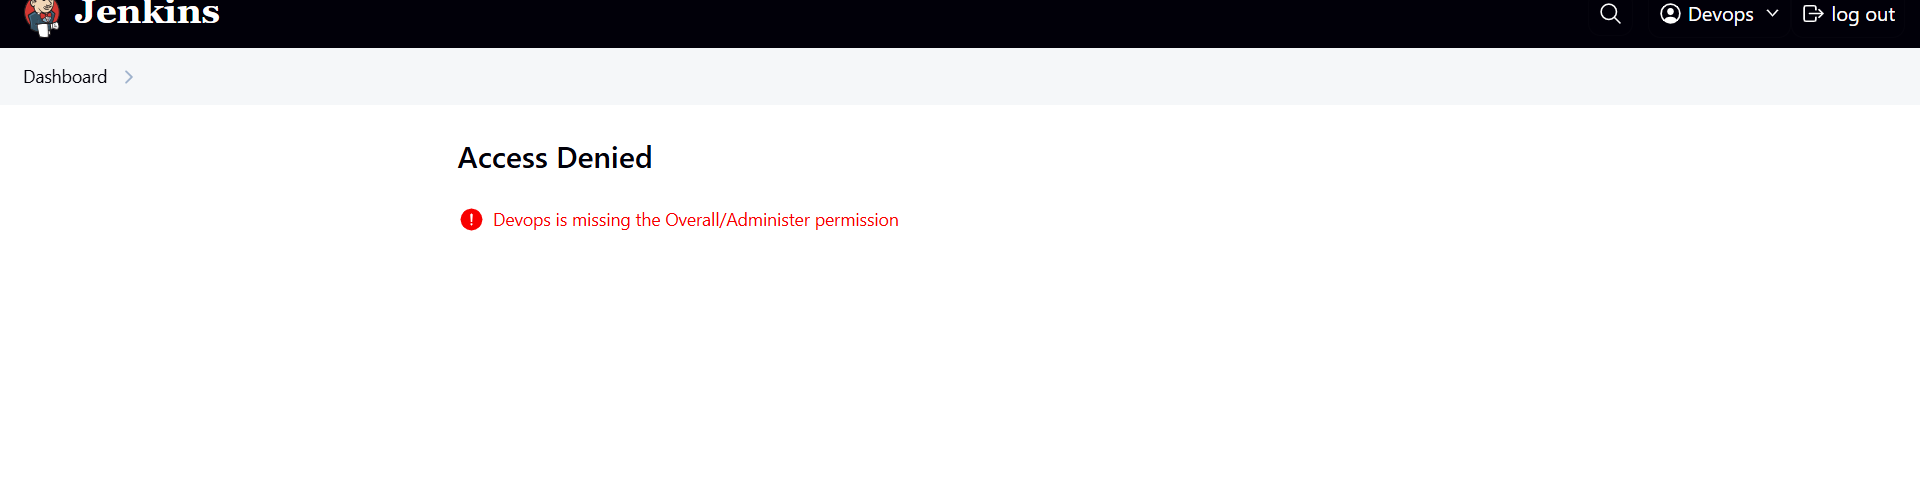 Jenkins
Devops
log out
Dashboard
Access Denied
Devops is missing the Overall/Administer permission